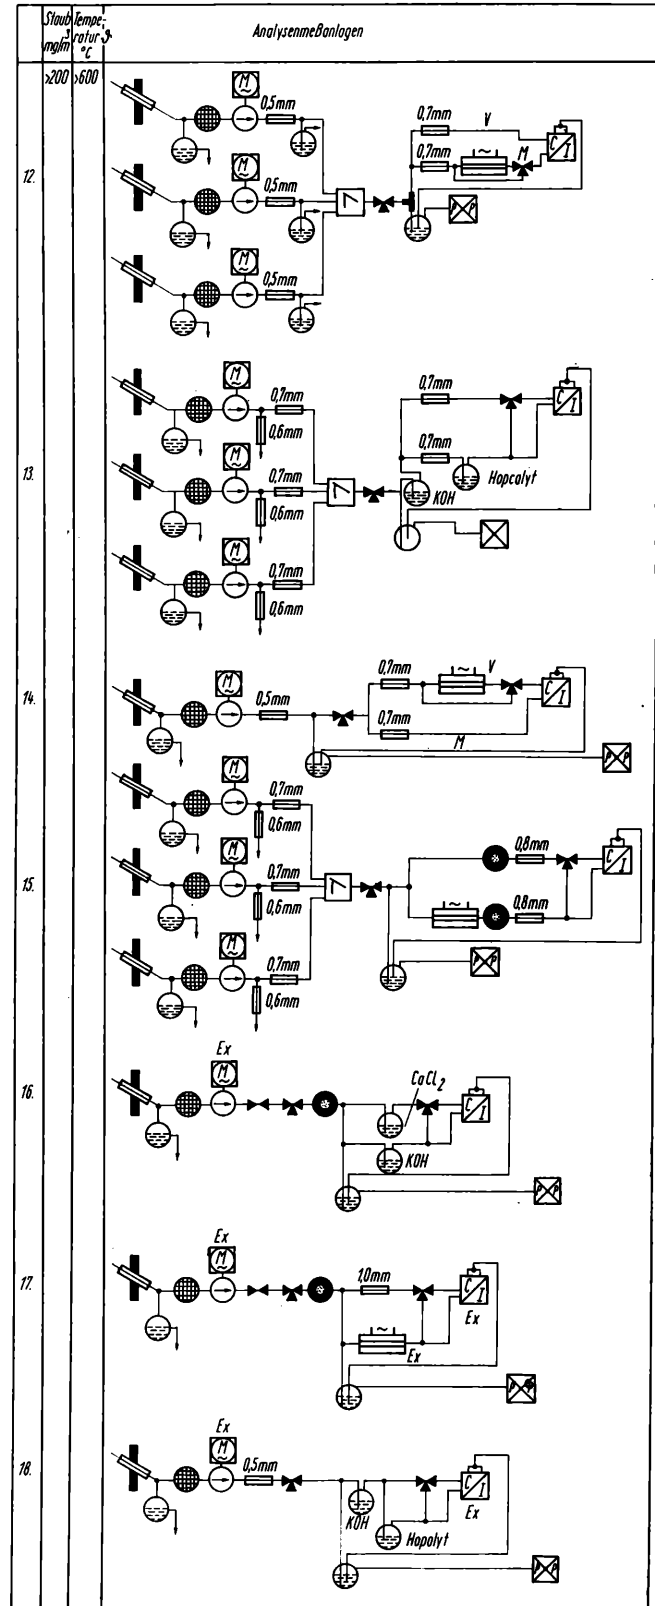 Staub mg/m³
Temperatur ϑ °C
Analysenmeßanlagen
>200
>600
12.
M ~
0,5mm
M ~
0,5mm
M ~
0,5mm
0,7mm
V
0,7mm
~
M
C/I
P P
13.
M ~
0,7mm
0,6mm
M ~
0,7mm
0,6mm
M ~
0,7mm
0,6mm
0,7mm
0,7mm
Hopcalyt
KOH
C/I
14.
M ~
0,5mm
0,7mm
~
V
0,7mm
M
C/I
P P
15.
M ~
0,7mm
0,6mm
M ~
0,7mm
0,6mm
M ~
0,7mm
0,6mm
0,8mm
~
0,8mm
C/I
P P
16.
Ex
M ~
CaCl2
KOH
C/I
P P
17.
Ex
M ~
1,0mm
~
Ex
C/I
Ex
P
18.
Ex
M ~
0,5mm
KOH
Hopolyt
C/I
Ex
P P